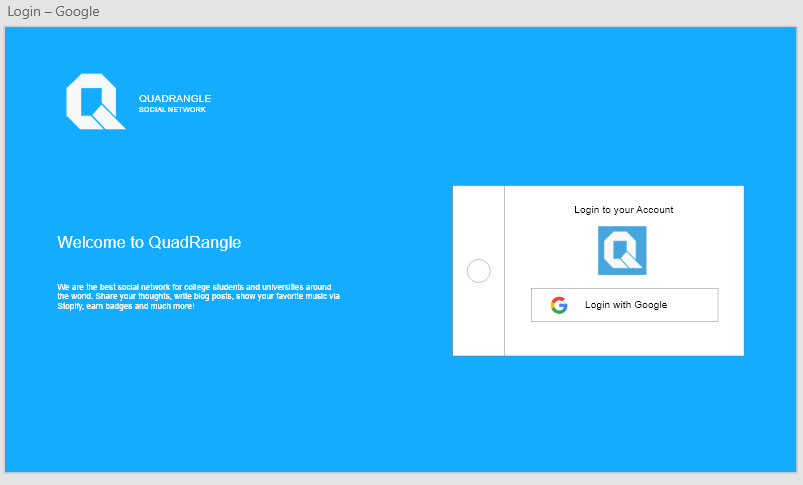 Login – Google
QUADRANGLE
SOCIAL NETWORK
Welcome to QuadRangle
We are the best social network for college students and universities around
the world. Share your thoughts, write blog posts, show your favorite music via
Stopify, earn badges and much more!
Login to your Account
Login with Google